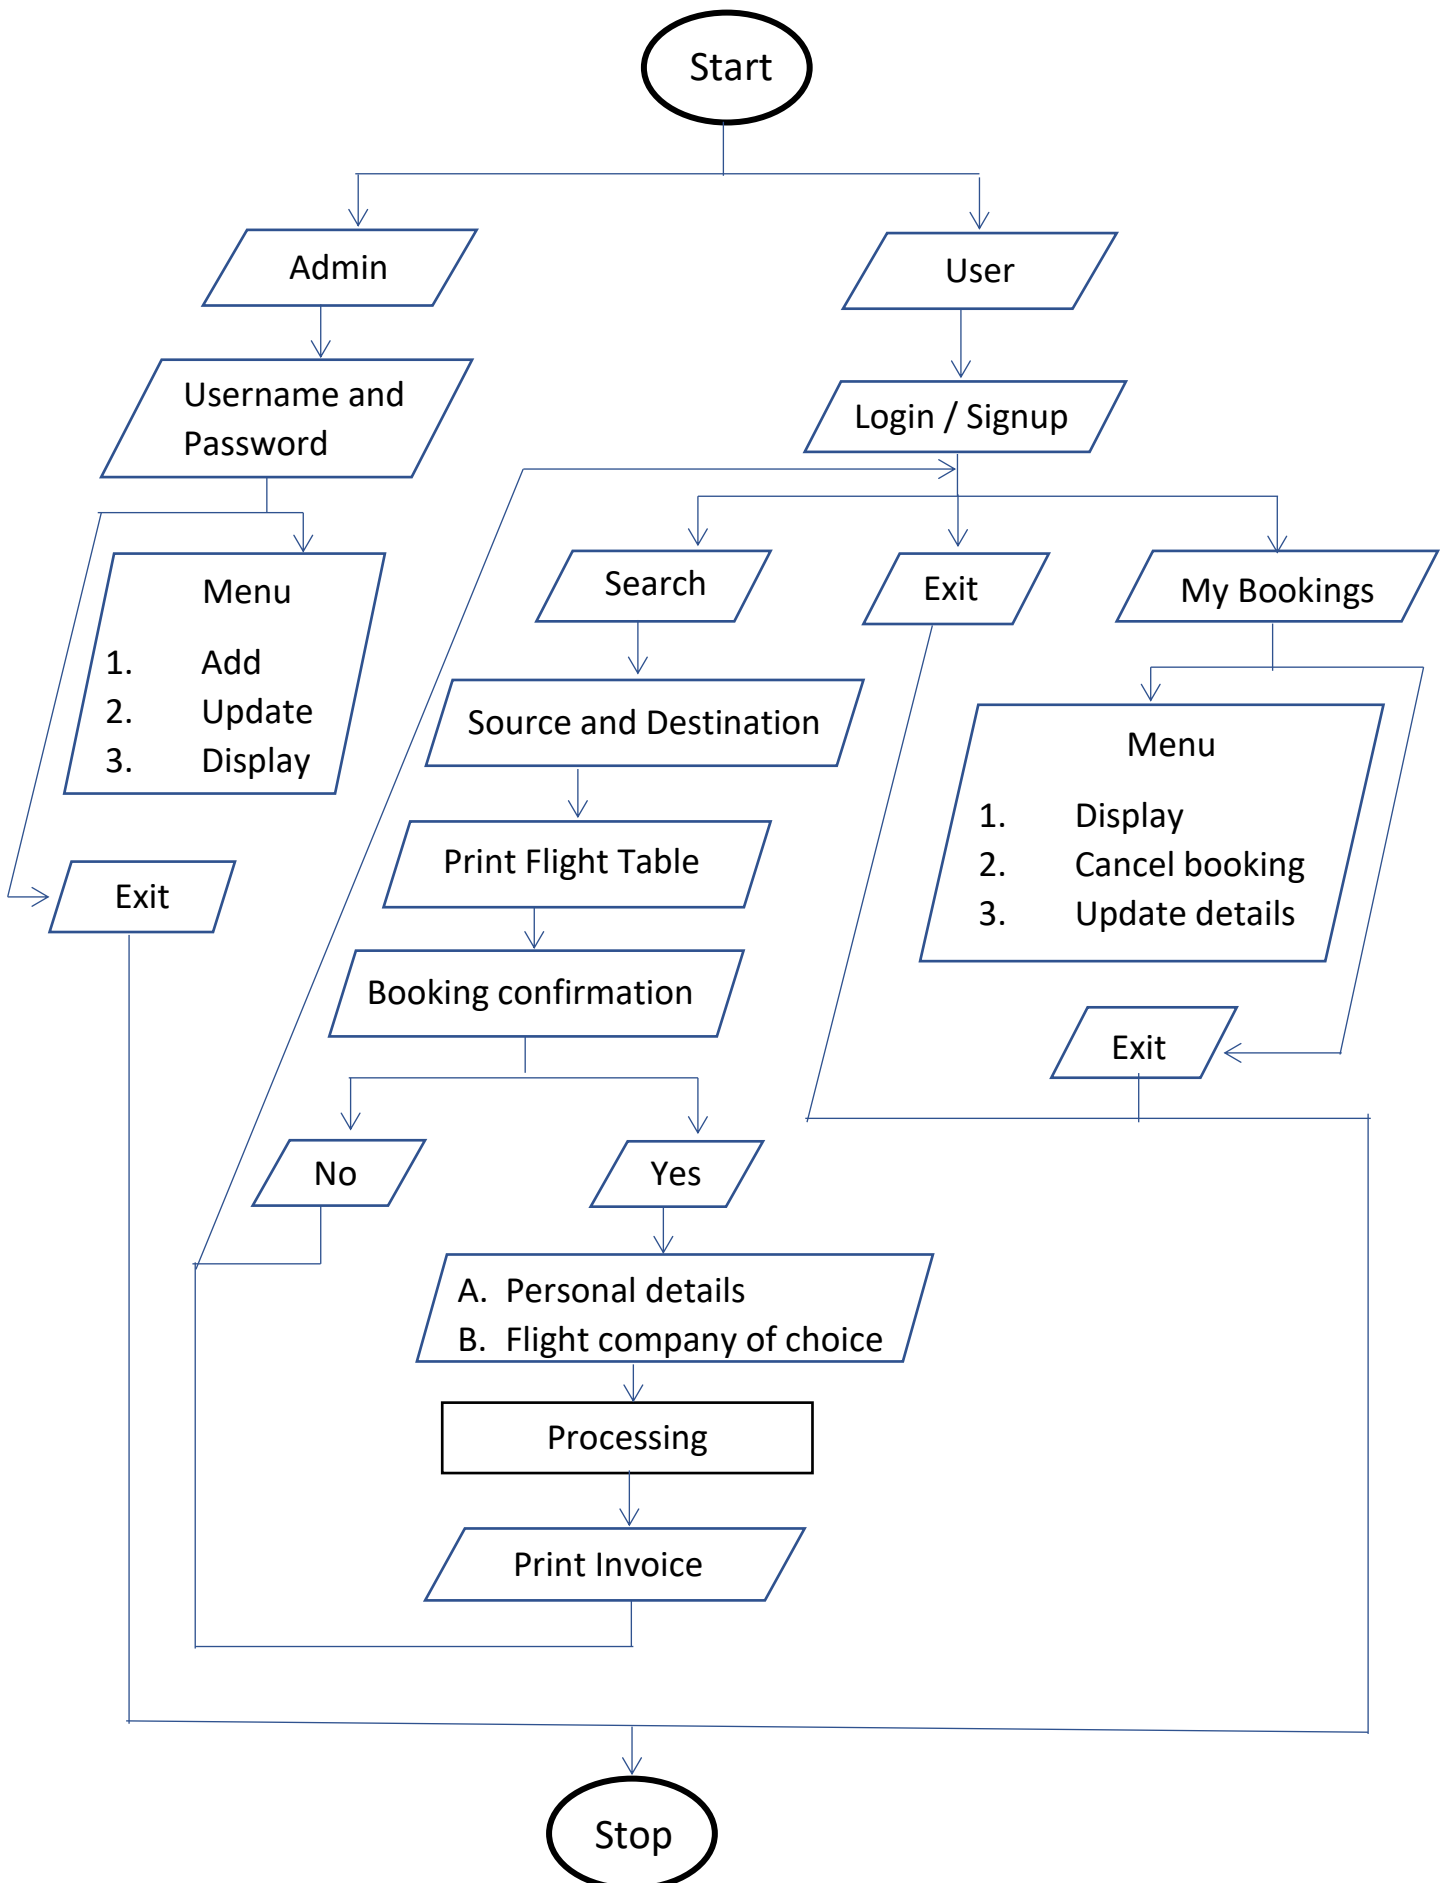 Start
Admin
User
Username and
Password
Login / Signup
Menu
1. Add
2. Update
3. Display
Search
Exit
My Bookings
Source and Destination
Menu
1. Display
2. Cancel booking
3. Update details
Print Flight Table
Exit
Booking confirmation
Exit
No
Yes
A. Personal details
B. Flight company of choice
Processing
Print Invoice
Stop